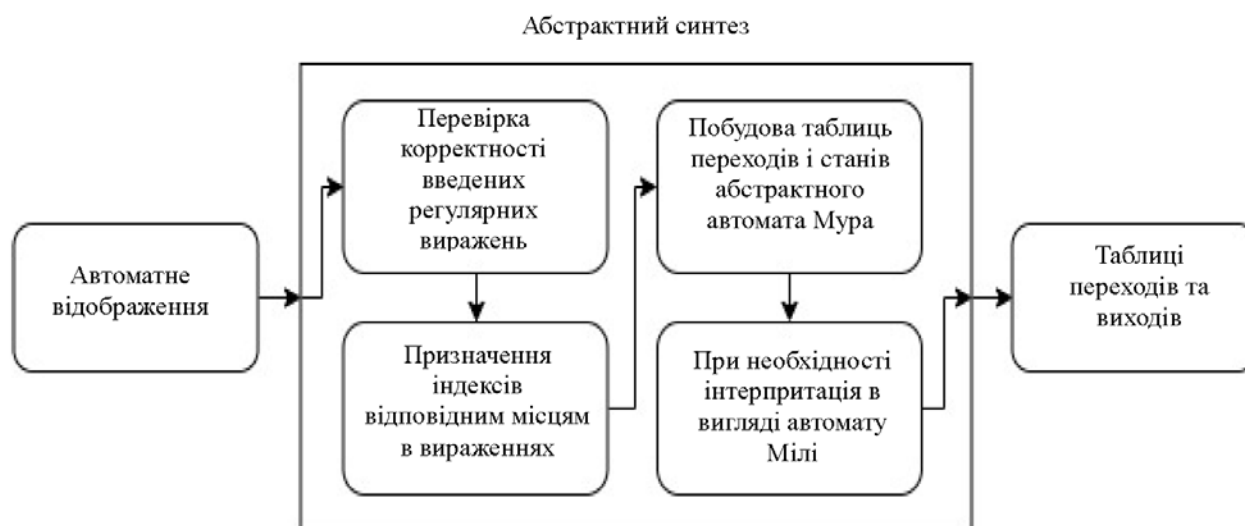 Абстрактний синтез
Автоматне
відображення
Перевірка
корректності
введених
регулярних
виражень
Призначення
індексів
відповідним місцям
в вираженнях
Побудова таблиць
переходів і станів
абстрактного
автомата Мура
При необхідності
інтерпритація в
вигляді автомату
Мілі
Таблиці
переходів та
виходів